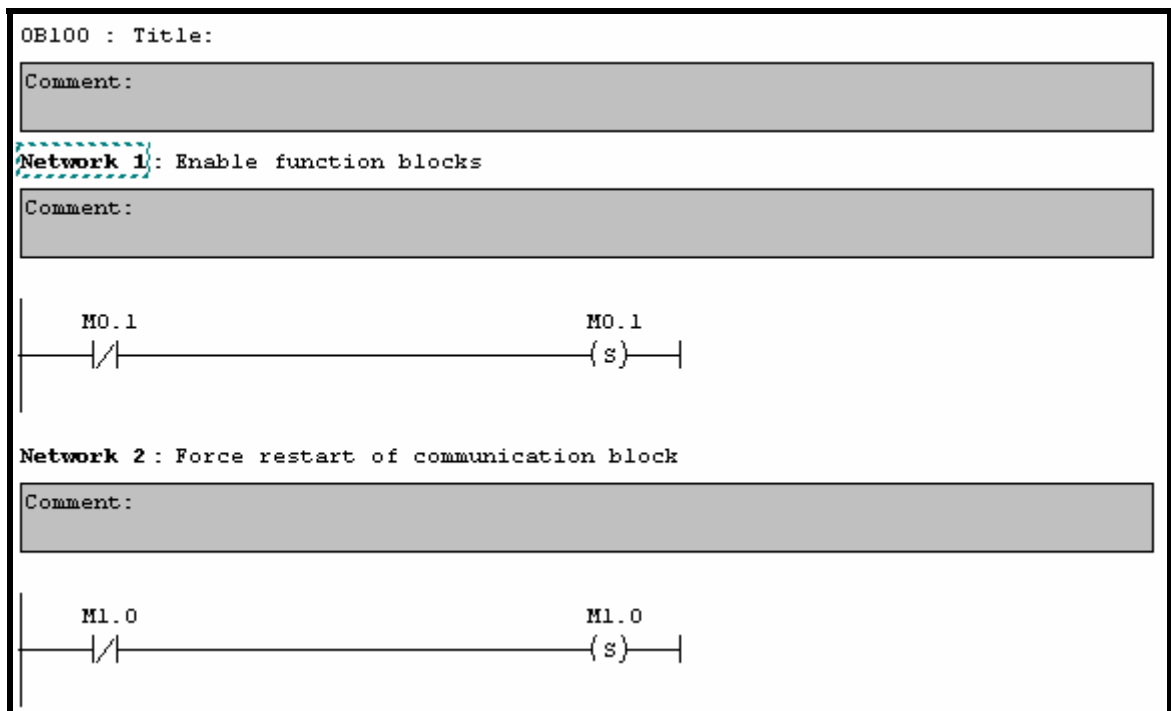 OB100 : Title:
Comment:
Network 1: Enable function blocks
Comment:
M0.1 M0.1
(S)
Network 2: Force restart of communication block
Comment:
M1.0 M1.0
(S)